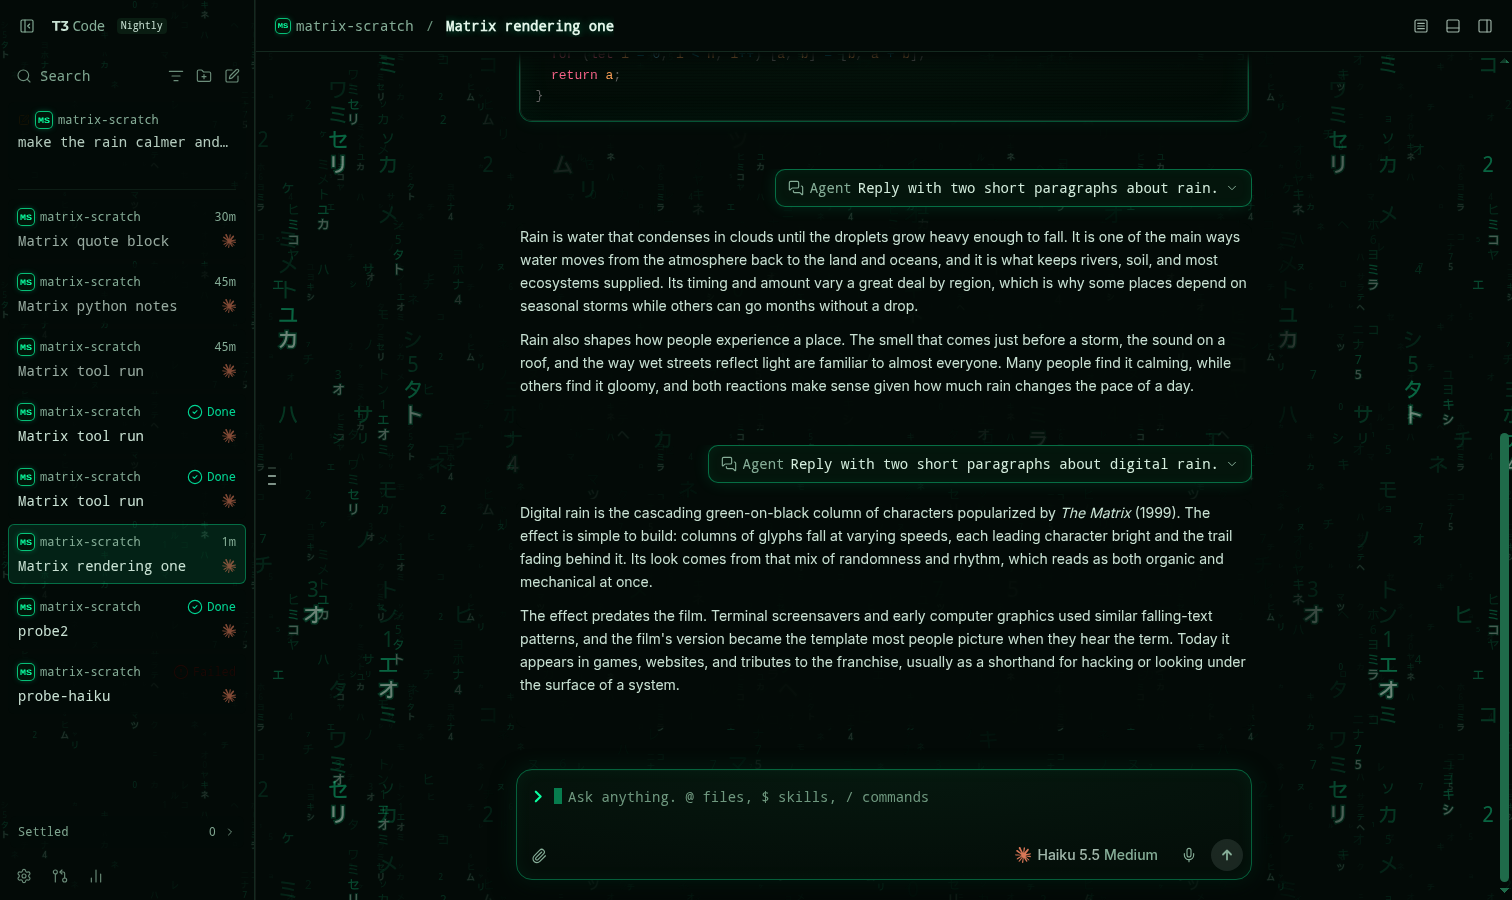 T3 Code Nightly
Search
MS matrix-scratch
make the rain calmer and…
MS matrix-scratch 30m
Matrix quote block
MS matrix-scratch 45m
Matrix python notes
MS matrix-scratch 45m
Matrix tool run
MS matrix-scratch Done
Matrix tool run
MS matrix-scratch Done
Matrix tool run
MS matrix-scratch 1m
Matrix rendering one
MS matrix-scratch Done
probe2
MS matrix-scratch
probe-haiku
Settled 0
MS matrix-scratch / Matrix rendering one
return a;
}
Agent Reply with two short paragraphs about rain.
Rain is water that condenses in clouds until the droplets grow heavy enough to fall. It is one of the main ways
water moves from the atmosphere back to the land and oceans, and it is what keeps rivers, soil, and most
ecosystems supplied. Its timing and amount vary a great deal by region, which is why some places depend on
seasonal storms while others can go months without a drop.
Rain also shapes how people experience a place. The smell that comes just before a storm, the sound on a
roof, and the way wet streets reflect light are familiar to almost everyone. Many people find it calming, while
others find it gloomy, and both reactions make sense given how much rain changes the pace of a day.
Agent Reply with two short paragraphs about digital rain.
Digital rain is the cascading green-on-black column of characters popularized by The Matrix (1999). The
effect is simple to build: columns of glyphs fall at varying speeds, each leading character bright and the trail
fading behind it. Its look comes from that mix of randomness and rhythm, which reads as both organic and
mechanical at once.
The effect predates the film. Terminal screensavers and early computer graphics used similar falling-text
patterns, and the film's version became the template most people picture when they hear the term. Today it
appears in games, websites, and tributes to the franchise, usually as a shorthand for hacking or looking under
the surface of a system.
Ask anything. @ files, $ skills, / commands
Haiku 5.5 Medium